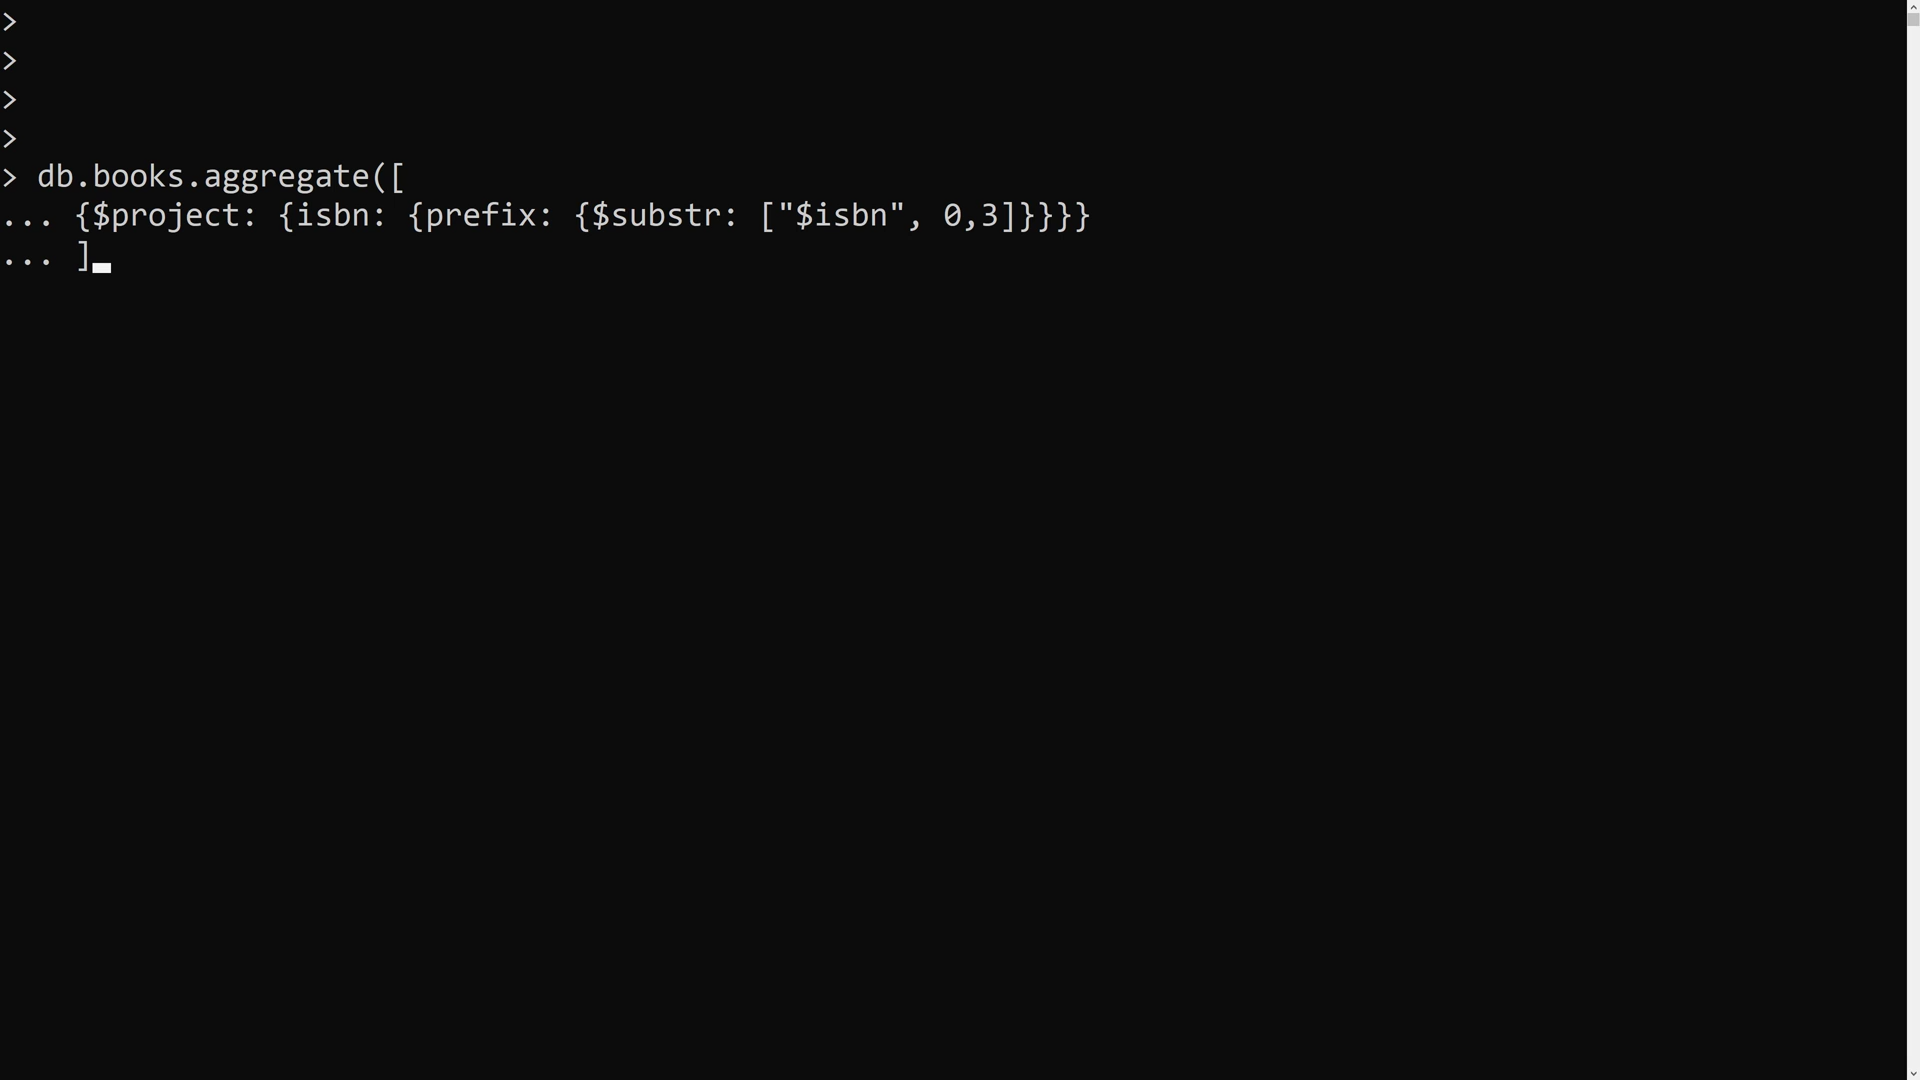 >
>
>
>
> db.books.aggregate([
... {$project: {isbn: {prefix: {$substr: ["$isbn", 0,3]}}}}
... ]